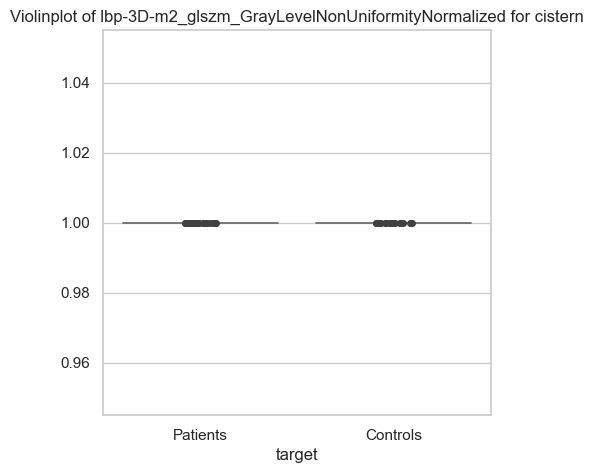 Violinplot of lbp-3D-m2_glszm_GrayLevelNonUniformityNormalized for cistern
1.04
1.02
1.00
0.98
0.96
Patients
Controls
target